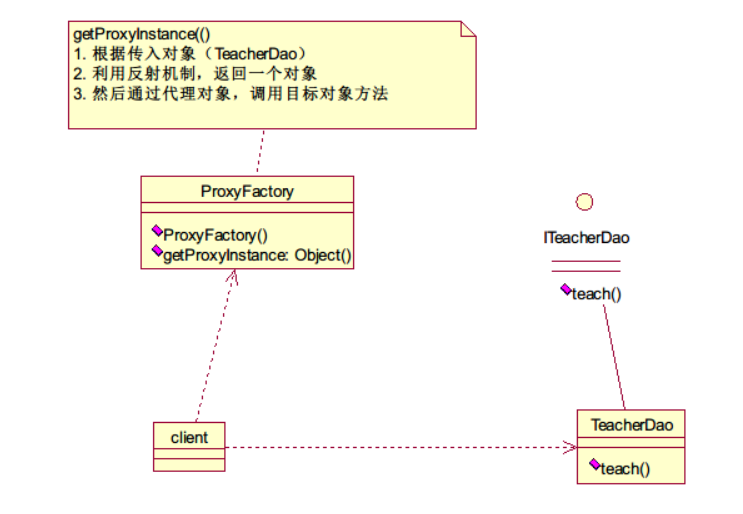 getProxyInstance(()
1. 根据传入对象（TeacherDao）
2. 利用反射机制，返回一个对象
3. 然后通过代理对象，调用目标对象方法
ProxyFactory
ProxyFactory()
getProxyInstance: Object()
ITeacherDao
teach()
client
TeacherDao
teach()